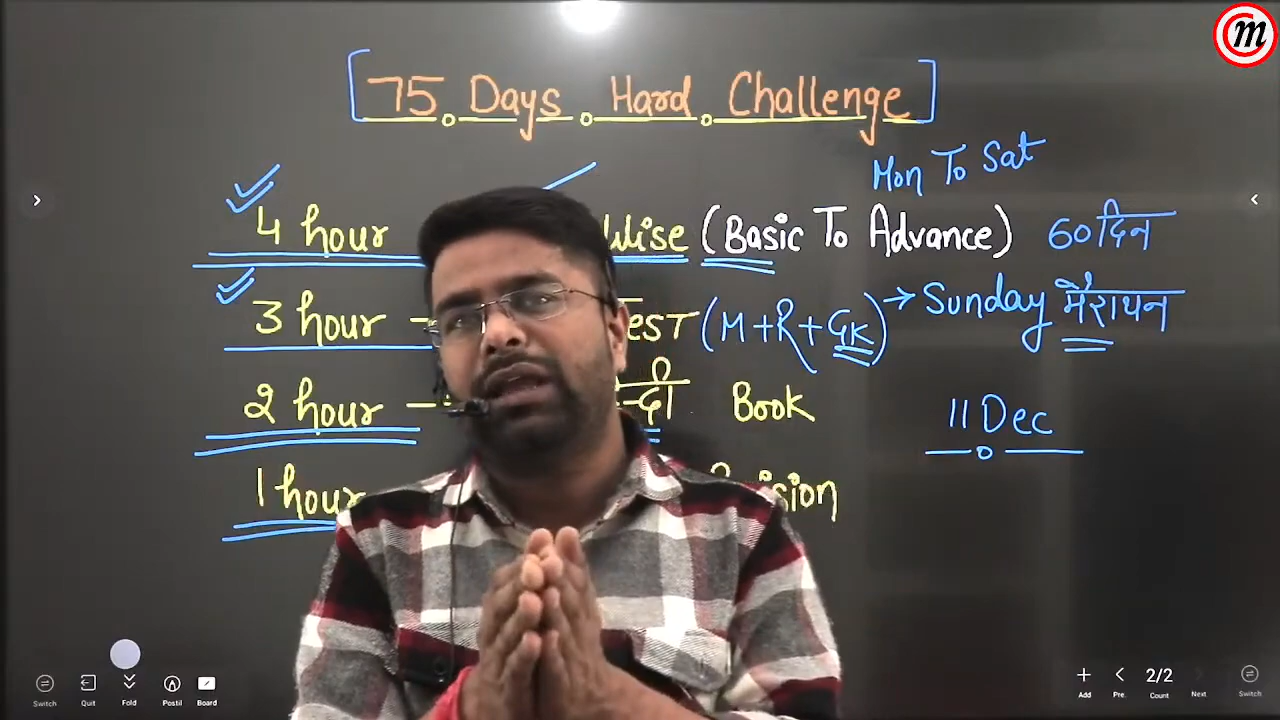 m
[75 Days Hard Challenge]
Mon To Sat
4 hour Wise (Basic To Advance) 60 दिन
3 hour - TEST (M+R+GK) → Sunday मैराथन
2 hour - Book
11 Dec
1 hour
Switch Quit Fold Postil Board
+ < 2/2 >
Add Pre. Count Next Switch